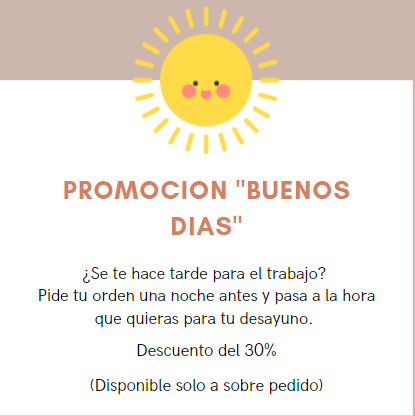 PROMOCION "BUENOS
DIAS"
¿Se te hace tarde para el trabajo?
Pide tu orden una noche antes y pasa a la hora
que quieras para tu desayuno.
Descuento del 30%
(Disponible solo a sobre pedido)